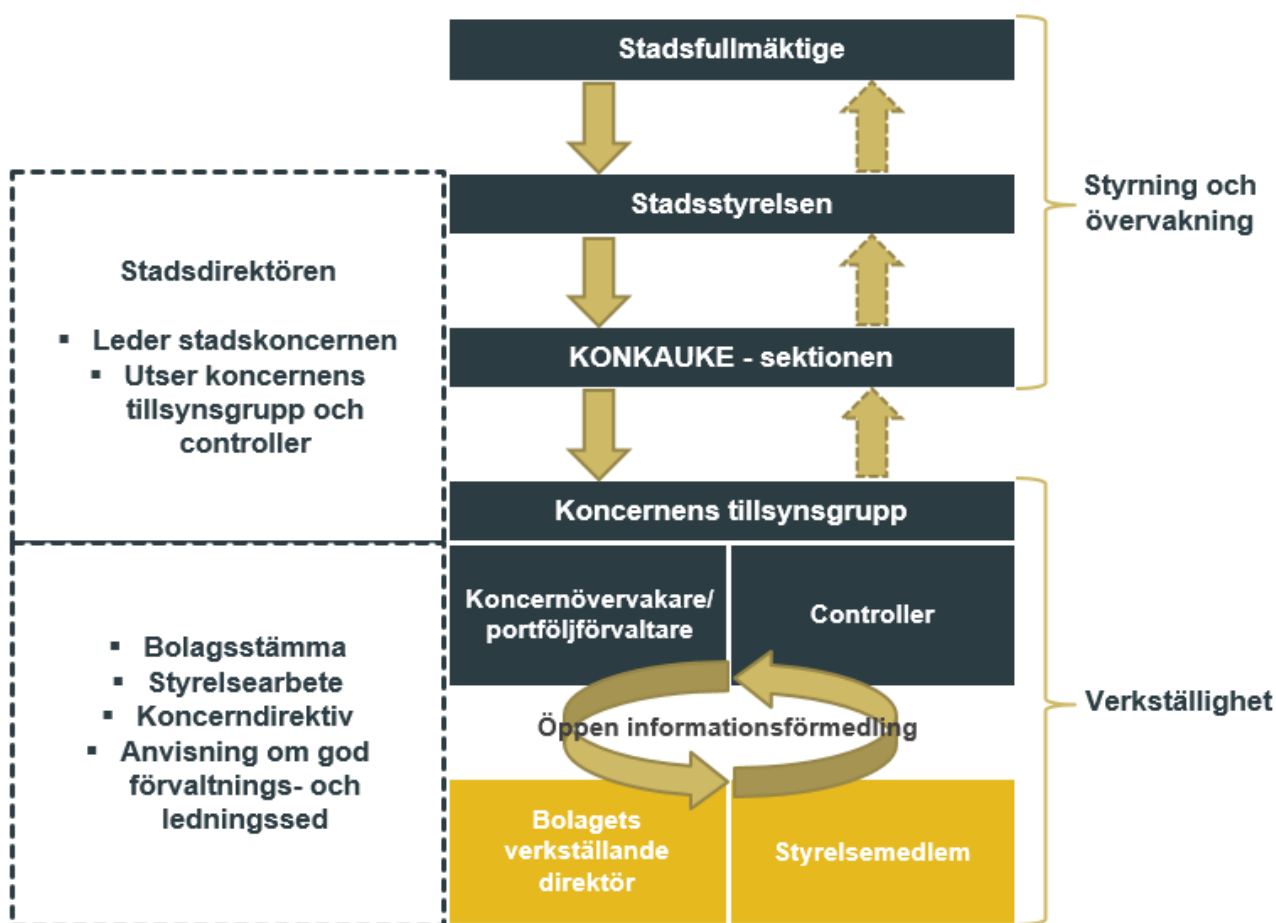 Stadsfullmäktige
Stadsstyrelsen
Styrning och
övervakning
Stadsdirektören
▪ Leder stadskoncernen
▪ Utser koncernens
tillsynsgrupp och
controller
KONKAUKE - sektionen
Koncernens tillsynsgrupp
Koncernövervakare/
portföljförvaltare
Controller
▪ Bolagsstämma
▪ Styrelsearbete
▪ Koncerndirektiv
▪ Anvisning om god
förvaltnings- och
ledningssed
Öppen informationsförmedling
Verkställighet
Bolagets
verkställande
direktör
Styrelsemedlem